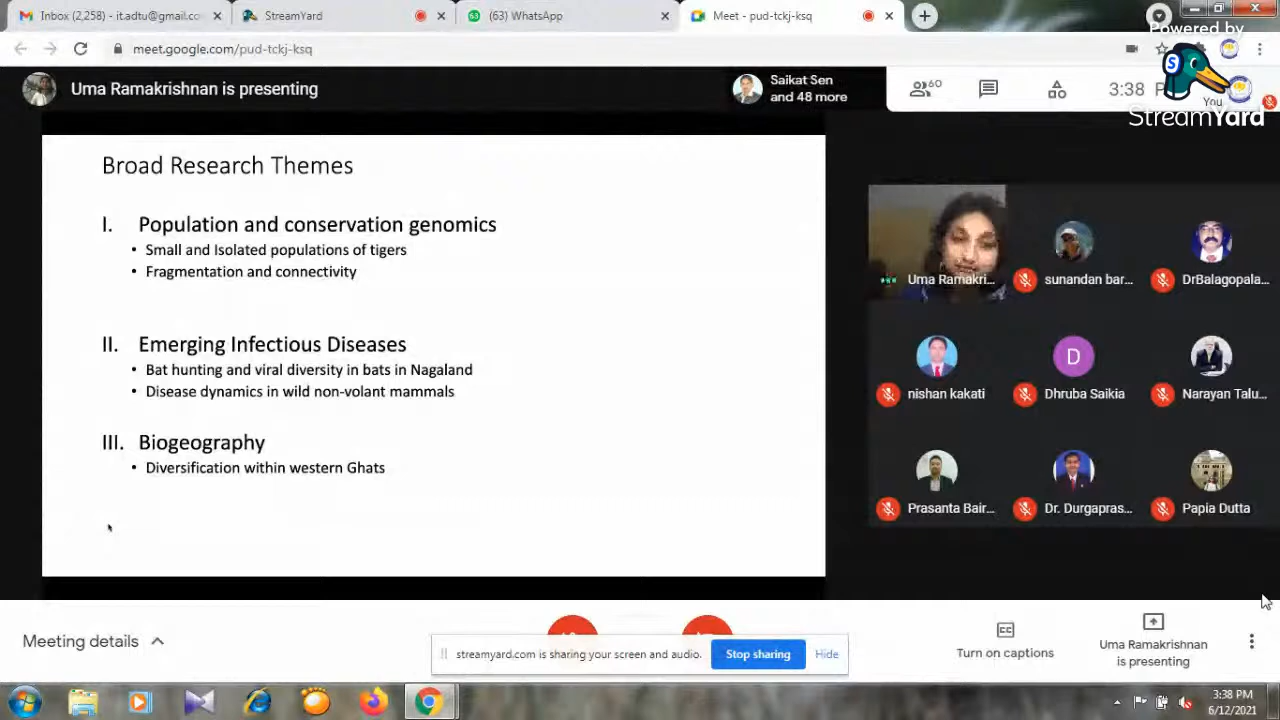 Inbox (2,258) - it.adtu@gmail.co
StreamYard
(63) WhatsApp
Meet - pud-tckj-ksq
meet.google.com/pud-tckj-ksq
Powered by
StreamYard
Uma Ramakrishnan is presenting
Saikat Sen
and 48 more
60
3:38
You
Broad Research Themes
I. Population and conservation genomics
• Small and Isolated populations of tigers
• Fragmentation and connectivity
II. Emerging Infectious Diseases
• Bat hunting and viral diversity in bats in Nagaland
• Disease dynamics in wild non-volant mammals
III. Biogeography
• Diversification within western Ghats
Uma Ramakri...
sunandan bar...
DrBalagopala...
nishan kakati
D
Dhruba Saikia
Narayan Talu...
Prasanta Bair...
Dr. Durgapras...
Papia Dutta
Meeting details
streamyard.com is sharing your screen and audio.
Stop sharing
Hide
CC
Turn on captions
Uma Ramakrishnan
is presenting
3:38 PM
6/12/2021